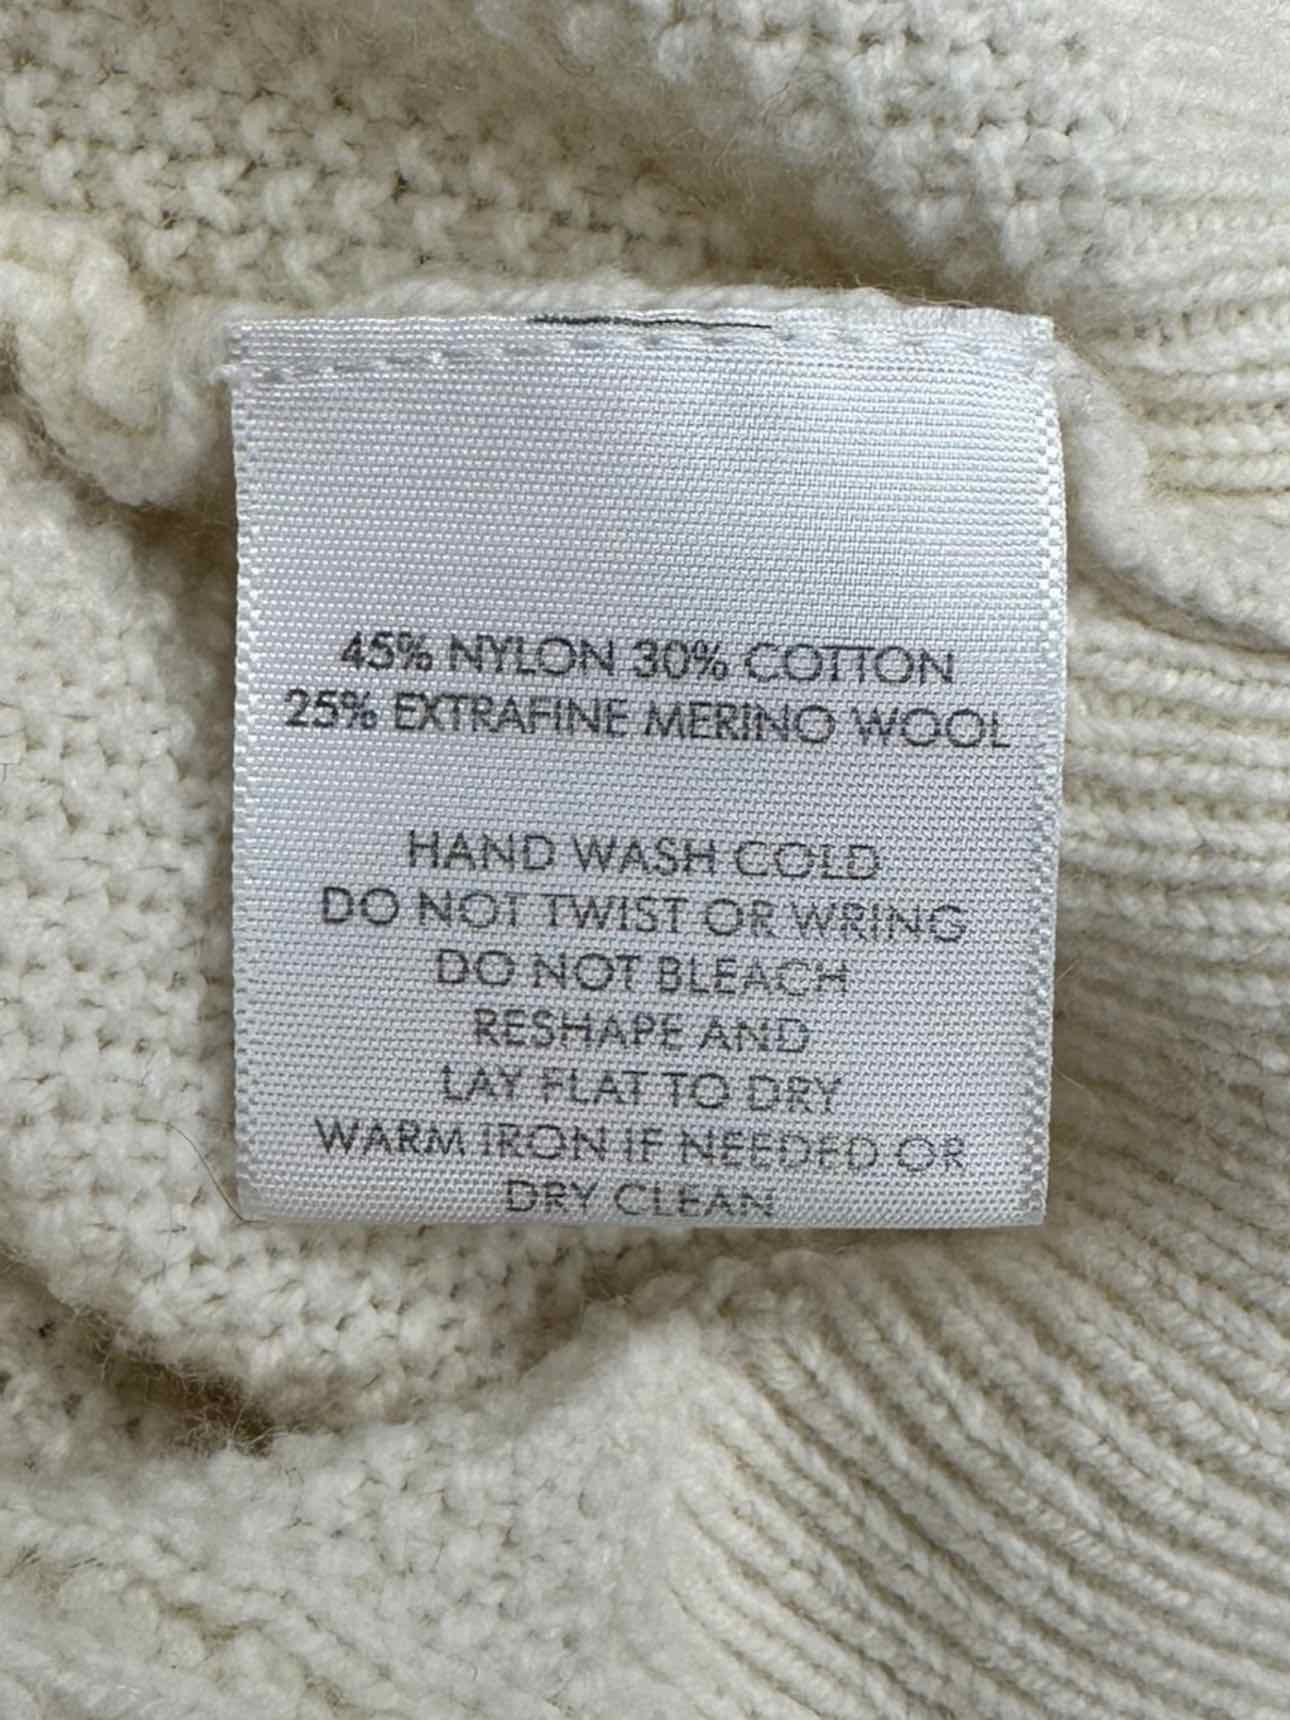 45% NYLON 30% COTTON
25% EXTRAFINE MERINO WOOL
HAND WASH COLD
DO NOT TWIST OR WRING
DO NOT BLEACH
RESHAPE AND
LAY FLAT TO DRY
WARM IRON IF NEEDED OR
DRY CLEAN